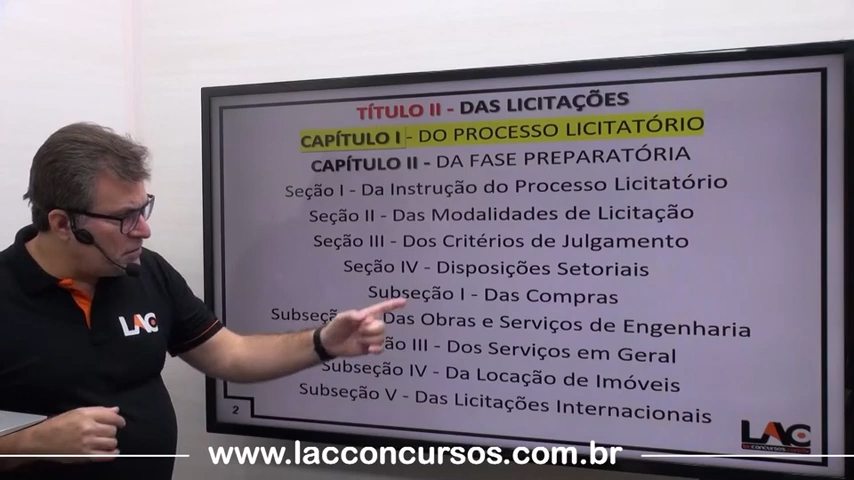 TÍTULO II - DAS LICITAÇÕES
CAPÍTULO I - DO PROCESSO LICITATÓRIO
CAPÍTULO II - DA FASE PREPARATÓRIA
Seção I - Da Instrução do Processo Licitatório
Seção II - Das Modalidades de Licitação
Seção III - Dos Critérios de Julgamento
Seção IV - Disposições Setoriais
Subseção I - Das Compras
Das Obras e Serviços de Engenharia
III - Dos Serviços em Geral
Subseção IV - Da Locação de Imóveis
Subseção V - Das Licitações Internacionais
2
LAC
LAC
www.lacconcursos.com.br